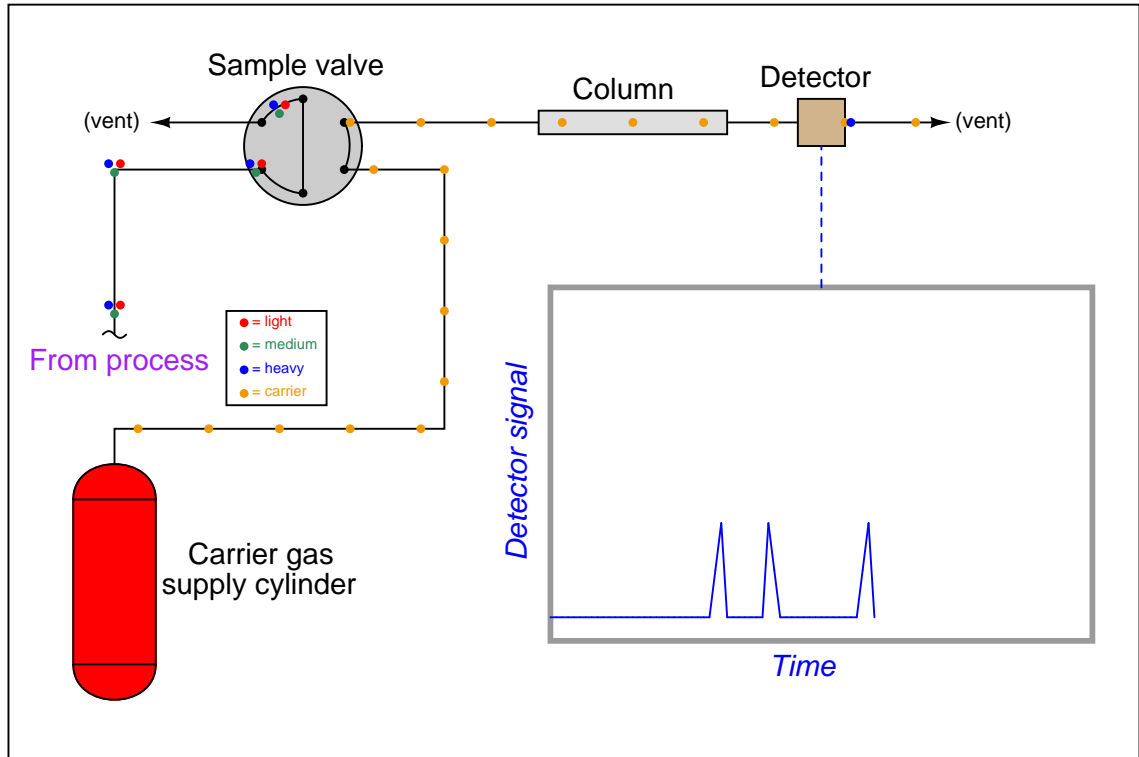 Sample valve
Column
Detector
(vent)
(vent)
= light
= medium
= heavy
= carrier
From process
Detector signal
Carrier gas
supply cylinder
Time